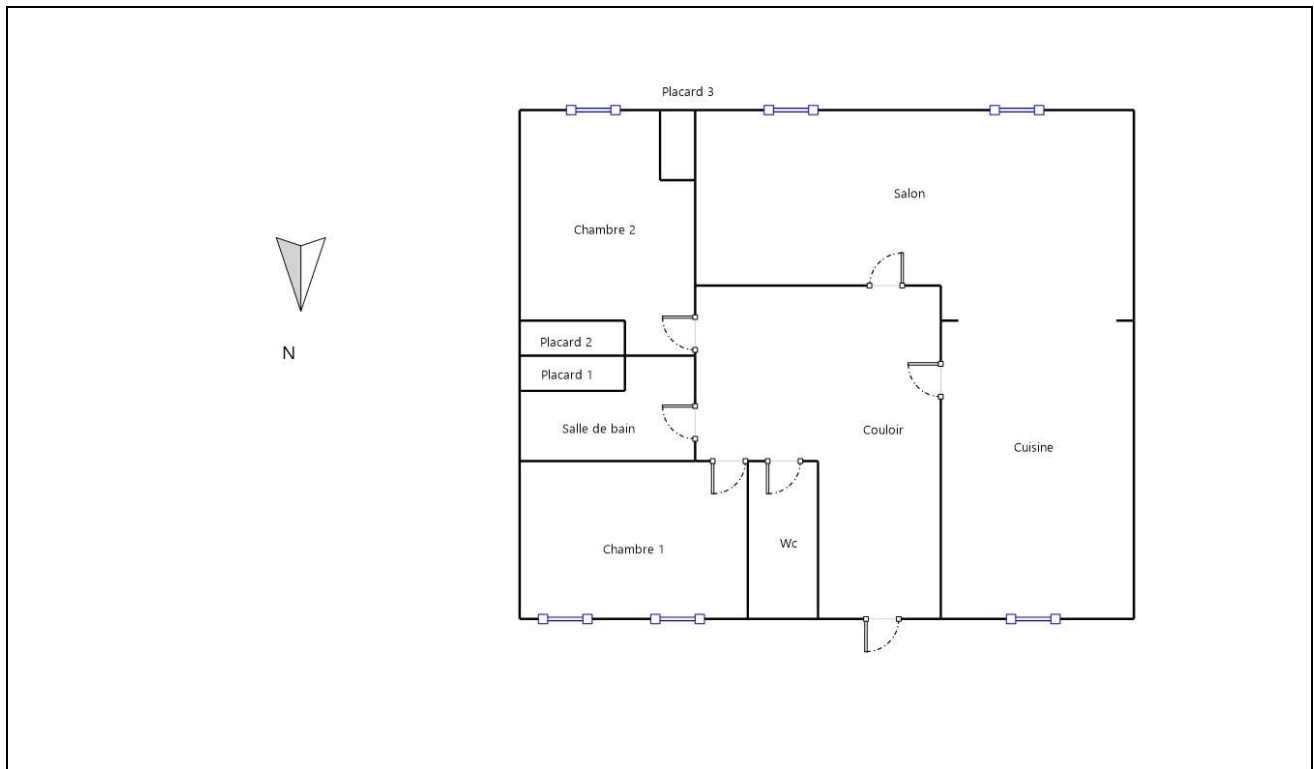 Placard 3
Salon
Chambre 2
N
Placard 2
Placard 1
Salle de bain
Couloir
Cuisine
Chambre 1
Wc